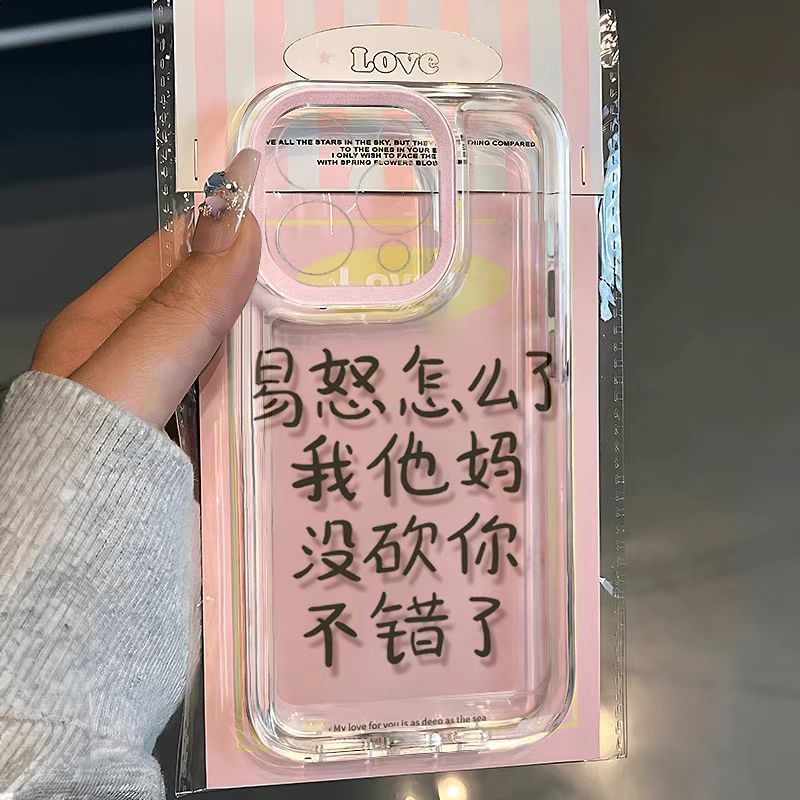 Love
VE ALL THE STARS IN THE SKY, BUT THEY THING COMPARED
TO THE ONES IN YOUR E
I ONLY WISH TO FACE THE
WITH SPRING FLOWERS BLOU
Love
易怒怎么了
我他妈
没砍你
不错了
My love for you is as deep as the sea